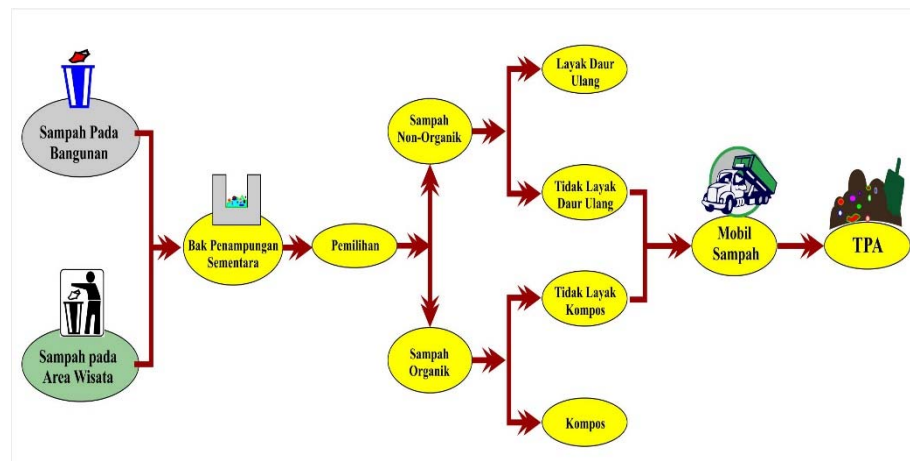 Sampah Pada
Bangunan
Sampah pada
Area Wisata
Bak Penampungan
Sementara
Pemilihan
Sampah
Non-Organik
Sampah
Organik
Layak Daur
Ulang
Tidak Layak
Daur Ulang
Tidak Layak
Kompos
Kompos
Mobil
Sampah
TPA